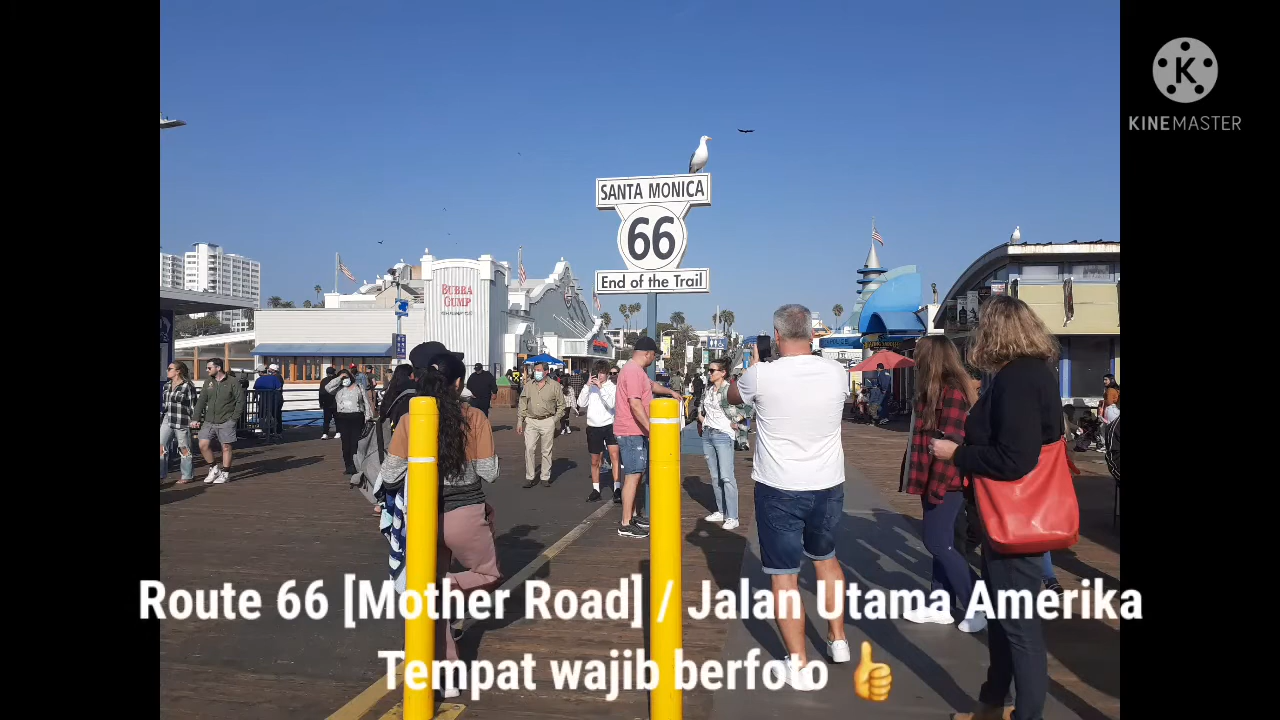 KINEMASTER
SANTA MONICA
66
End of the Trail
BUBBA
GUMP
Route 66 [Mother Road] / Jalan Utama Amerika
Tempat wajib berfoto 👍